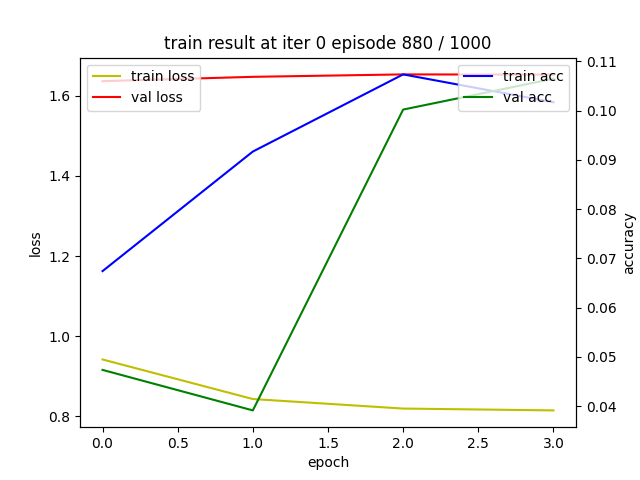 train result at iter 0 episode 880 / 1000
train loss
val loss
train acc
val acc
1.6
1.4
1.2
1.0
0.8
loss
0.11
0.10
0.09
0.08
0.07
0.06
0.05
0.04
accuracy
0.0 0.5 1.0 1.5 2.0 2.5 3.0
epoch